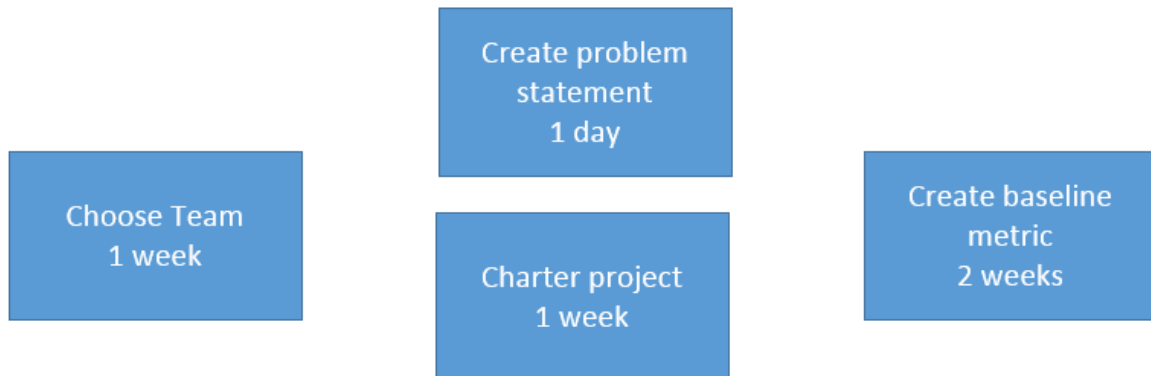 Choose Team
1 week
Create problem
statement
1 day
Charter project
1 week
Create baseline
metric
2 weeks